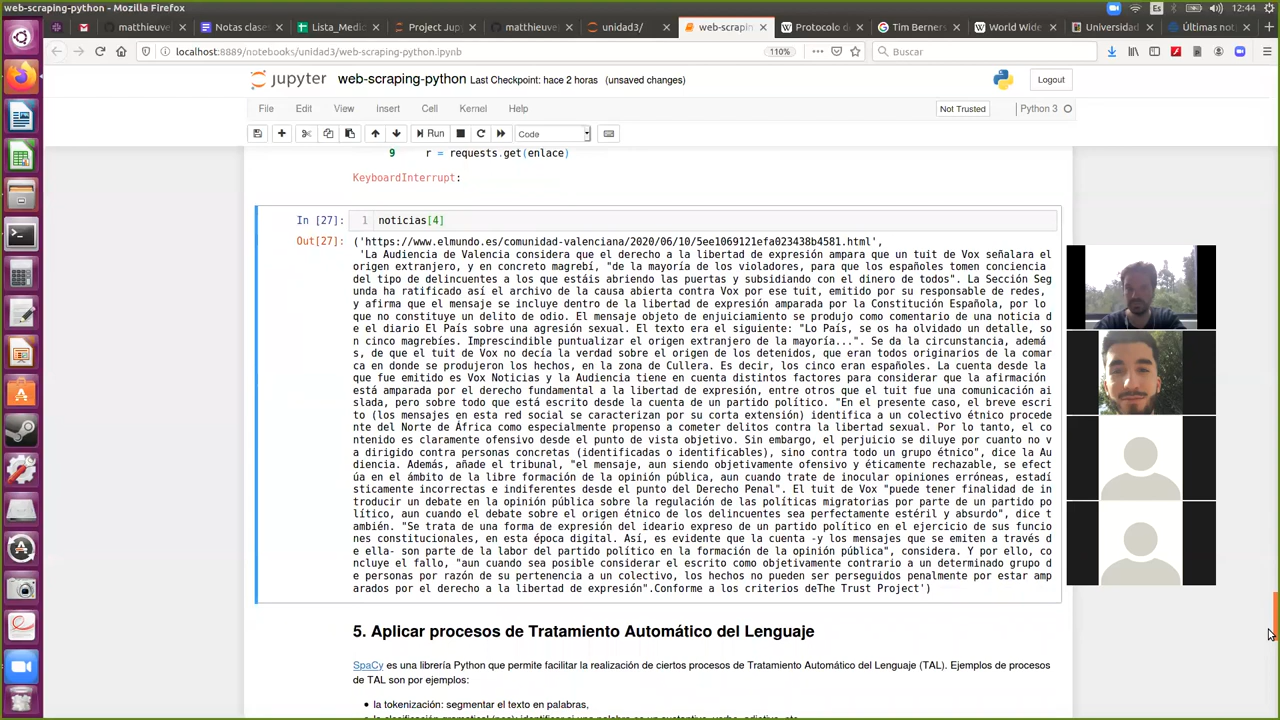 web-scraping-python - Mozilla Firefox
Es
12:44
matthieuve
Notas clases
Lista_Medi
Project Jup
matthieuve
unidad3/
web-scrapin
Protocolo d
Tim Berners
World Wide
Universidad
Últimas not
localhost:8889/notebooks/unidad3/web-scraping-python.ipynb
110%
Buscar
jupyter web-scraping-python Last Checkpoint: hace 2 horas (unsaved changes)
Logout
File Edit View Insert Cell Kernel Help
Not Trusted
Python 3
Run
Code
9 r = requests.get(enlace)
KeyboardInterrupt:
In [27]: 1 noticias[4]
Out[27]: ('https://www.elmundo.es/comunidad-valenciana/2020/06/10/5ee1069121efa023438b4581.html',
'La Audiencia de Valencia considera que el derecho a la libertad de expresión ampara que un tuit de Vox señalara el
origen extranjero, y en concreto magrebí, "de la mayoría de los violadores, para que los españoles tomen conciencia
del tipo de delincuentes a los que estáis abriendo las puertas y subsidiando con el dinero de todos". La Sección Seg
unda ha ratificado así el archivo de la causa abierta contra Vox por ese tuit, emitido por su responsable de redes
y afirma que el mensaje se incluye dentro de la libertad de expresión amparada por la Constitución Española, por lo
que no constituye un delito de odio. El mensaje objeto de enjuiciamiento se produjo como comentario de una noticia d
e el diario El País sobre una agresión sexual. El texto era el siguiente: "Lo País, se os ha olvidado un detalle, so
n cinco magrebíes. Imprescindible puntualizar el origen extranjero de la mayoría...". Se da la circunstancia, ademá
s, de que el tuit de Vox no decía la verdad sobre el origen de los detenidos, que eran todos originarios de la comar
ca en donde se produjeron los hechos, en la zona de Cullera. Es decir, los cinco eran españoles. La cuenta desde la
que fue emitido es Vox Noticias y la Audiencia tiene en cuenta distintos factores para considerar que la afirmación
está amparada por el derecho fundamental a la libertad de expresión, entre otros que el tuit fue una comunicación ai
slada, pero sobre todo que está escrito desde la cuenta de un partido político. "En el presente caso, el breve escri
to (los mensajes en esta red social se caracterizan por su corta extensión) identifica a un colectivo étnico procede
nte del Norte de África como especialmente propenso a cometer delitos contra la libertad sexual. Por lo tanto, el co
ntenido es claramente ofensivo desde el punto de vista objetivo. Sin embargo, el perjuicio se diluye por cuanto no v
a dirigido contra personas concretas (identificadas o identificables), sino contra todo un grupo étnico", dice la Au
diencia. Además, añade el tribunal, "el mensaje, aun siendo objetivamente ofensivo y éticamente rechazable, se efect
úa en el ámbito de la libre formación de la opinión pública, aun cuando trate de inocular opiniones erróneas, estadí
sticamente incorrectas e indiferentes desde el punto del Derecho Penal". El tuit de Vox "puede tener finalidad de in
troducir un debate en la opinión pública sobre la regulación de las políticas migratorias por parte de un partido po
lítico, aun cuando el debate sobre el origen étnico de los delincuentes sea perfectamente estéril y absurdo", dice t
ambién. "Se trata de una forma de expresión del ideario expreso de un partido político en el ejercicio de sus funcio
nes constitucionales, en esta época digital. Así, es evidente que la cuenta -y los mensajes que se emiten a través d
e ella- son parte de la labor del partido político en la formación de la opinión pública", considera. Y por ello, co
ncluye el fallo, "aun cuando sea posible considerar el escrito como objetivamente contrario a un determinado grupo d
e personas por razón de su pertenencia a un colectivo, los hechos no pueden ser perseguidos penalmente por estar amp
arados por el derecho a la libertad de expresión".Conforme a los criterios deThe Trust Project')
5. Aplicar procesos de Tratamiento Automático del Lenguaje
SpaCy es una librería Python que permite facilitar la realización de ciertos procesos de Tratamiento Automático del Lenguaje (TAL). Ejemplos de procesos
de TAL son por ejemplos:
• la tokenización: segmentar el texto en palabras,